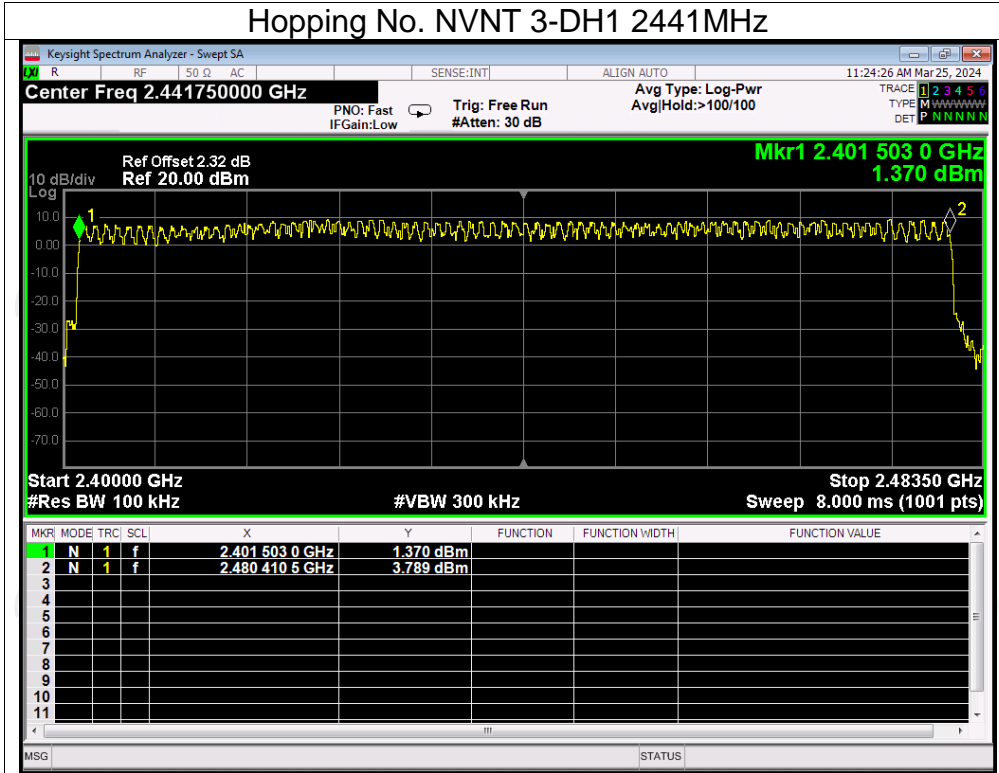 Hopping No. NVNT 3-DH1 2441MHz
Keysight Spectrum Analyzer - Swept SA
LXI R RF 50 Ω AC SENSE:INT ALIGN AUTO 11:24:26 AM Mar 25, 2024
Center Freq 2.441750000 GHz Avg Type: Log-Pwr TRACE 1 2 3 4 5 6
PNO: Fast Trig: Free Run Avg|Hold:>100/100 TYPE M WWWWW
IFGain:Low #Atten: 30 dB DET P N N N N N
Mkr1 2.401 503 0 GHz
Ref Offset 2.32 dB
10 dB/div Ref 20.00 dBm 1.370 dBm
Log
10.0
1
2
0.00
-10.0
-20.0
-30.0
-40.0
-50.0
-60.0
-70.0
Start 2.40000 GHz Stop 2.48350 GHz
#Res BW 100 kHz #VBW 300 kHz Sweep 8.000 ms (1001 pts)
MKR MODE TRC SCL X Y FUNCTION FUNCTION WIDTH FUNCTION VALUE
1 N 1 f 2.401 503 0 GHz 1.370 dBm
2 N 1 f 2.480 410 5 GHz 3.789 dBm
3
4
5
6
7
8
9
10
11
MSG STATUS